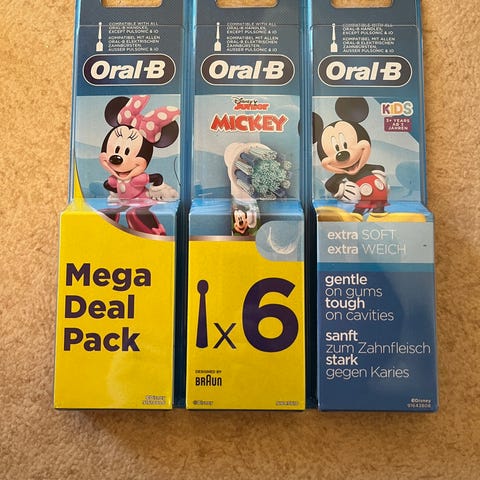 COMPATIBLE WITH ALL
ORAL-B HANDLES,
EXCEPT PULSONIC & IO
KOMPATIBEL MIT ALLEN
ORAL-B ELEKTRISCHEN
ZAHNBÜRSTEN,
AUSSER PULSONIC & IO
Oral-B
Mega
Deal
Pack
©Disney
COMPATIBLE WITH ALL
ORAL-B HANDLES,
EXCEPT PULSONIC & IO
KOMPATIBEL MIT ALLEN
ORAL-B ELEKTRISCHEN
ZAHNBÜRSTEN,
AUSSER PULSONIC & IO
Oral-B
Disney
Junior
MICKEY
x6
DESIGNED BY
BRAUN
©Disney
COMPATIBLE WITH ALL
ORAL-B HANDLES,
EXCEPT PULSONIC & IO
KOMPATIBEL MIT ALLEN
ORAL-B ELEKTRISCHEN
ZAHNBÜRSTEN,
AUSSER PULSONIC & IO
Oral-B
KIDS
3+ YEARS
AB 3
JAHREN
extra SOFT
extra WEICH
gentle
on gums
tough
on cavities
sanft
zum Zahnfleisch
stark
gegen Karies
©Disney
91643808